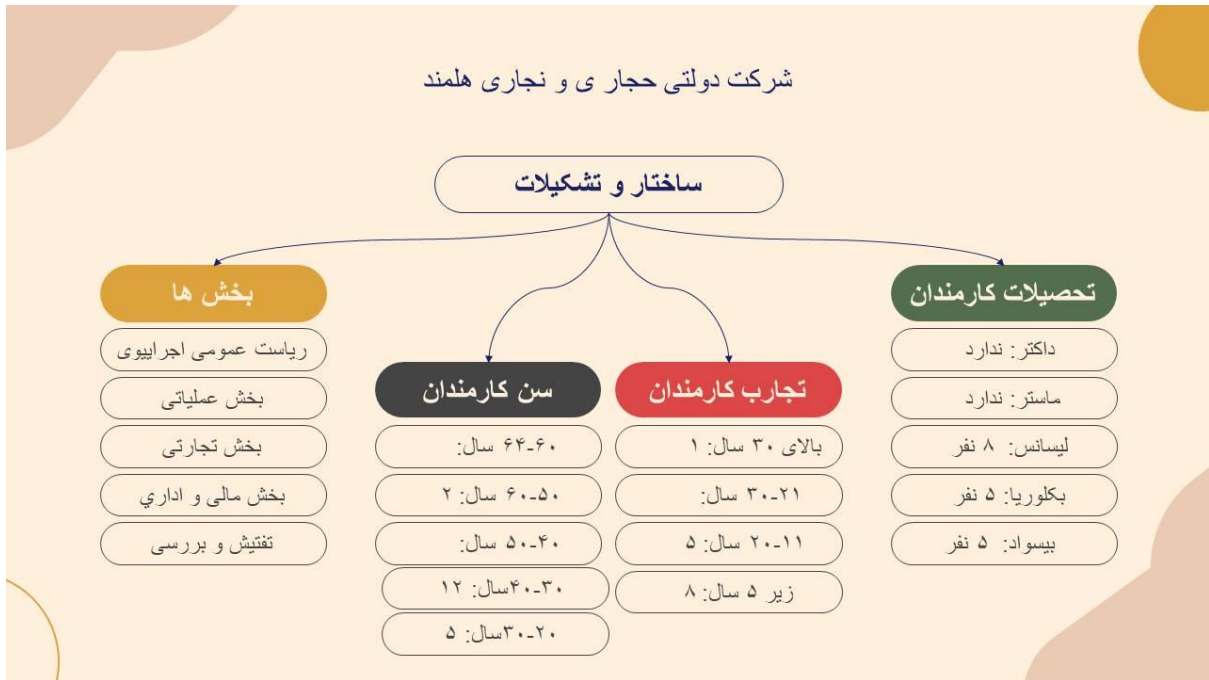 شرکت دولتی حجار ی و نجاری هلمند
ساختار و تشکیلات
تحصیلات کارمندان
داکتر: ندارد
ماستر: ندارد
لیسانس: ۸ نفر
بکلوریا: ۵ نفر
بیسواد: ۵ نفر
تجارب کارمندان
بالای ۳۰ سال: ۱
۲۱-۳۰ سال:
۱۱-۲۰ سال: ۵
زیر ۵ سال: ۸
سن کارمندان
۶۰-۶۴ سال:
۵۰-۶۰ سال: ۲
۴۰-۵۰ سال:
۳۰-۴۰سال: ۱۲
۲۰-۳۰سال: ۵
بخش ها
ریاست عمومی اجراییوی
بخش عملیاتی
بخش تجارتی
بخش مالی و اداري
تفتیش و بررسی